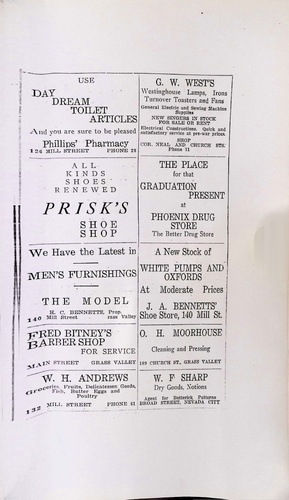 USE
DAY
DREAM
TOILET
ARTICLES
And you are sure to be pleased
Phillips' Pharmacy
124 MILL STREET PHONE
ALL
KINDS
SHOES
RENEWED
PRISK'S
SHOE
SHOP
We Have the Latest in
MEN'S FURNISHINGS
THE MODEL
H. C. BENNETTS, Prop.
140 Mill Street rass Valley
FRED BITNEY'S
BARBER SHOP
FOR SERVICE
MAIN STREET GRASS VALLEY
W. H. ANDREWS
Groceries, Fruits, Delicatessen Goods,
Fish, Butter Eggs and
Poultry
132 MILL STREET PHONE 61
G. W. WEST'S
Westinghouse Lamps, Irons
Turnover Toasters and Fans
General Electric and Sewing Machine
Supplies
NEW SINGERS IN STOCK
FOR SALE OR RENT
Electrical Constructions. Quick and
satisfactory service at pre-war prices.
SHOP
COR. NEAL AND CHURCH STS.
Phone 71
THE PLACE
for that
GRADUATION
PRESENT
at
PHOENIX DRUG
STORE
The Better Drug Store
A New Stock of
WHITE PUMPS AND
OXFORDS
At Moderate Prices
J. A. BENNETTS'
Shoe Store, 140 Mill St.
O. H. MOORHOUSE
Cleaning and Pressing
109 CHURCH ST., GRASS VALLEY
W. F SHARP
Dry Goods, Notions
Agent for Butterick Patterns
BROAD STREET, NEVADA CITY